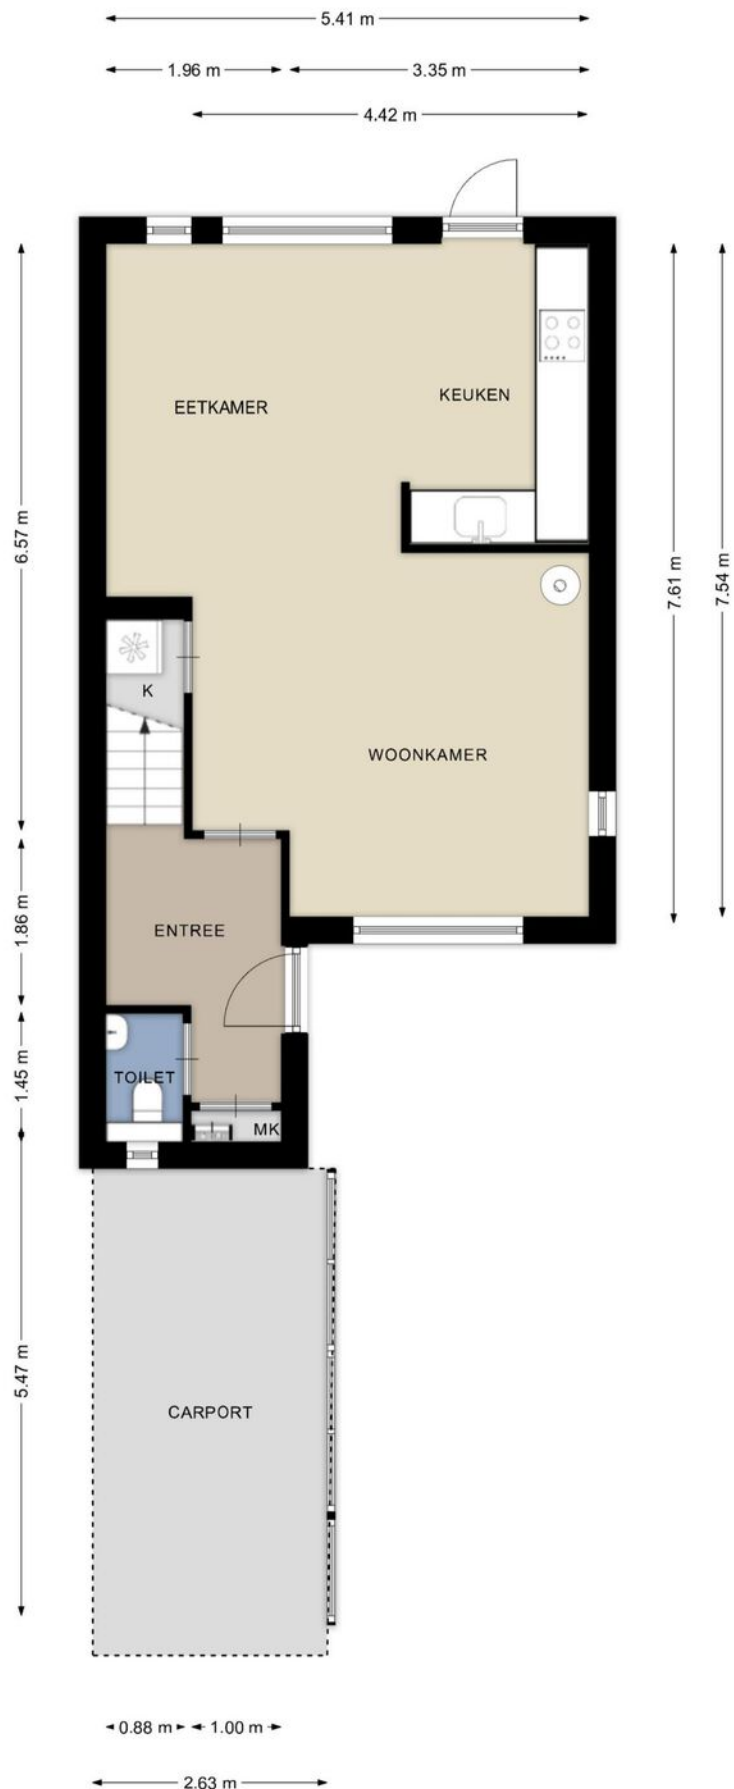 5.41 m
1.96 m
3.35 m
4.42 m
EETKAMER
KEUKEN
6.57 m
7.61 m
7.54 m
K
WOONKAMER
1.86 m
ENTREE
1.45 m
TOILET
MK
5.47 m
CARPORT
0.88 m
1.00 m
2.63 m